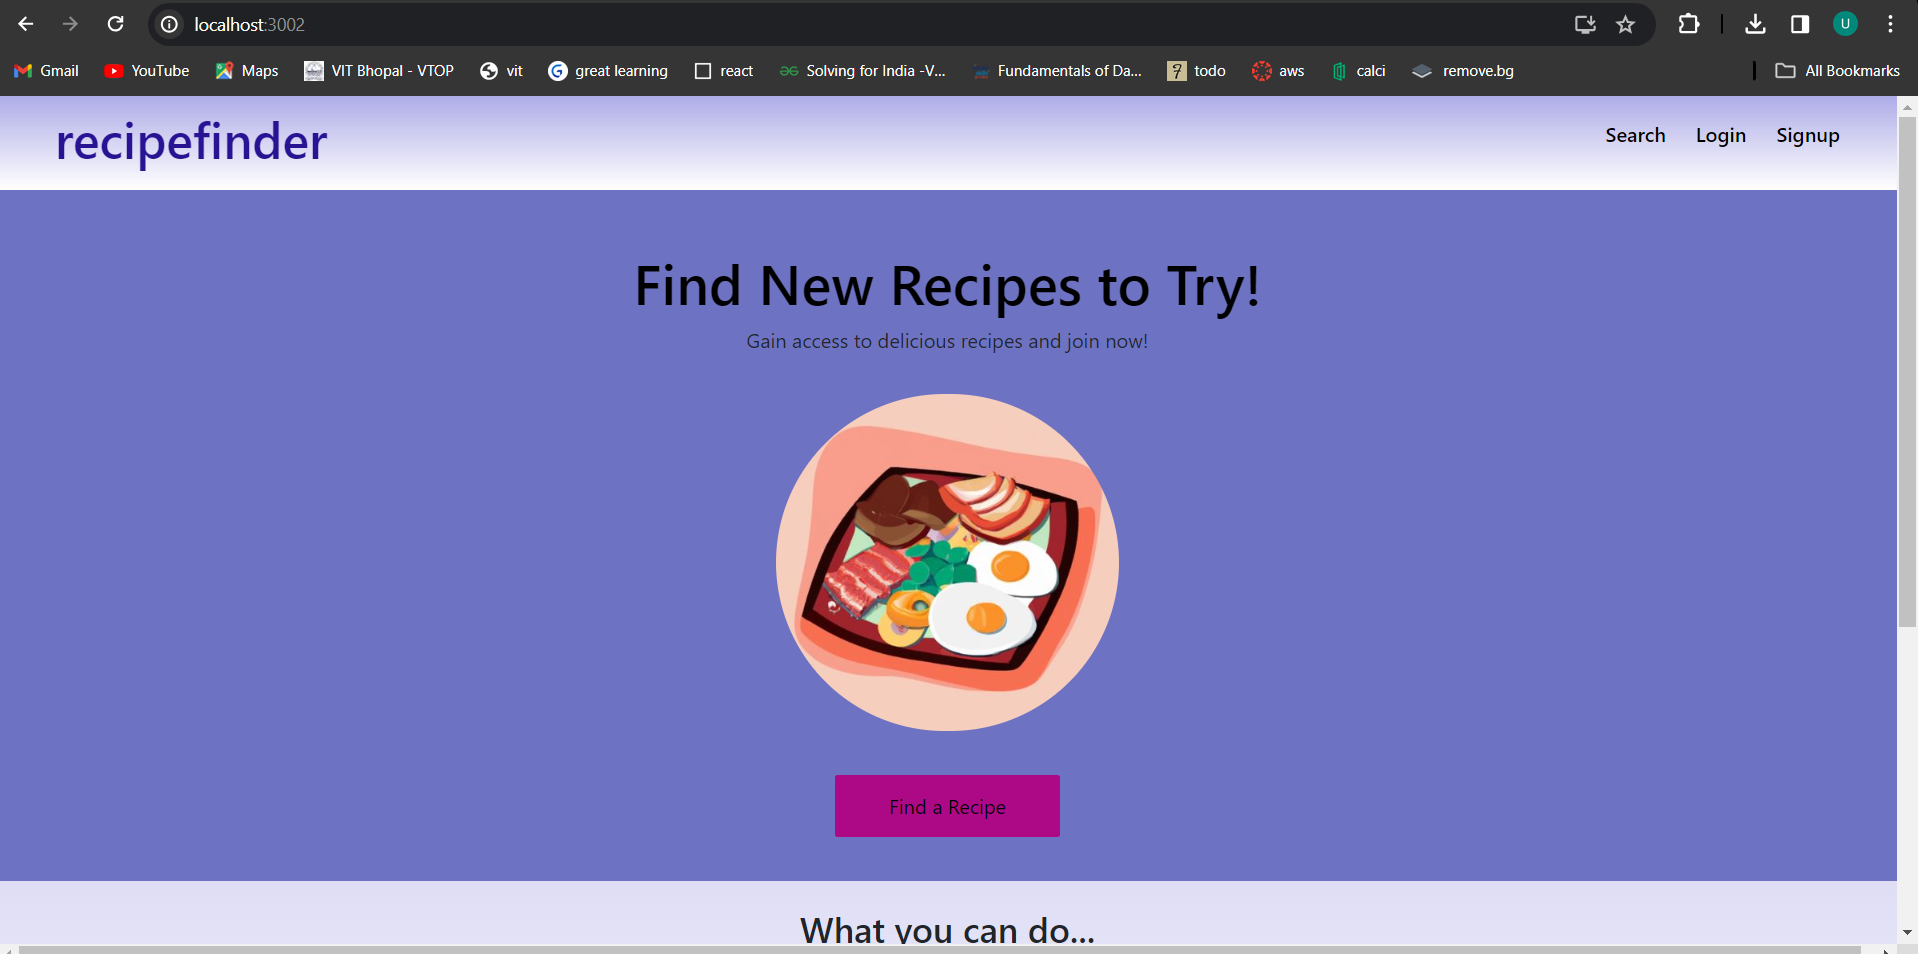 localhost:3002
U
Gmail YouTube Maps VIT Bhopal - VTOP vit great learning react Solving for India -V... Fundamentals of Da... todo aws calci remove.bg All Bookmarks
recipefinder
Search Login Signup
Find New Recipes to Try!
Gain access to delicious recipes and join now!
Find a Recipe
What you can do...